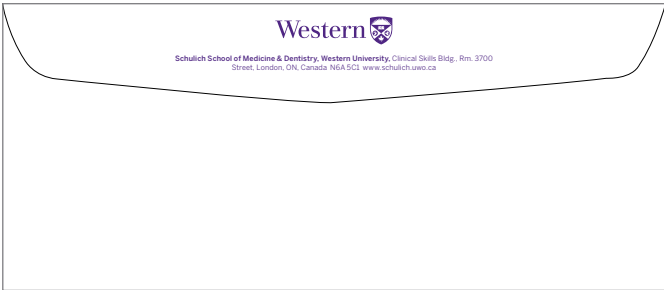 Western
Schulich School of Medicine & Dentistry, Western University, Clinical Skills Bldg., Rm. 3700
Street, London, ON, Canada N6A 5C1 www.schulich.uwo.ca